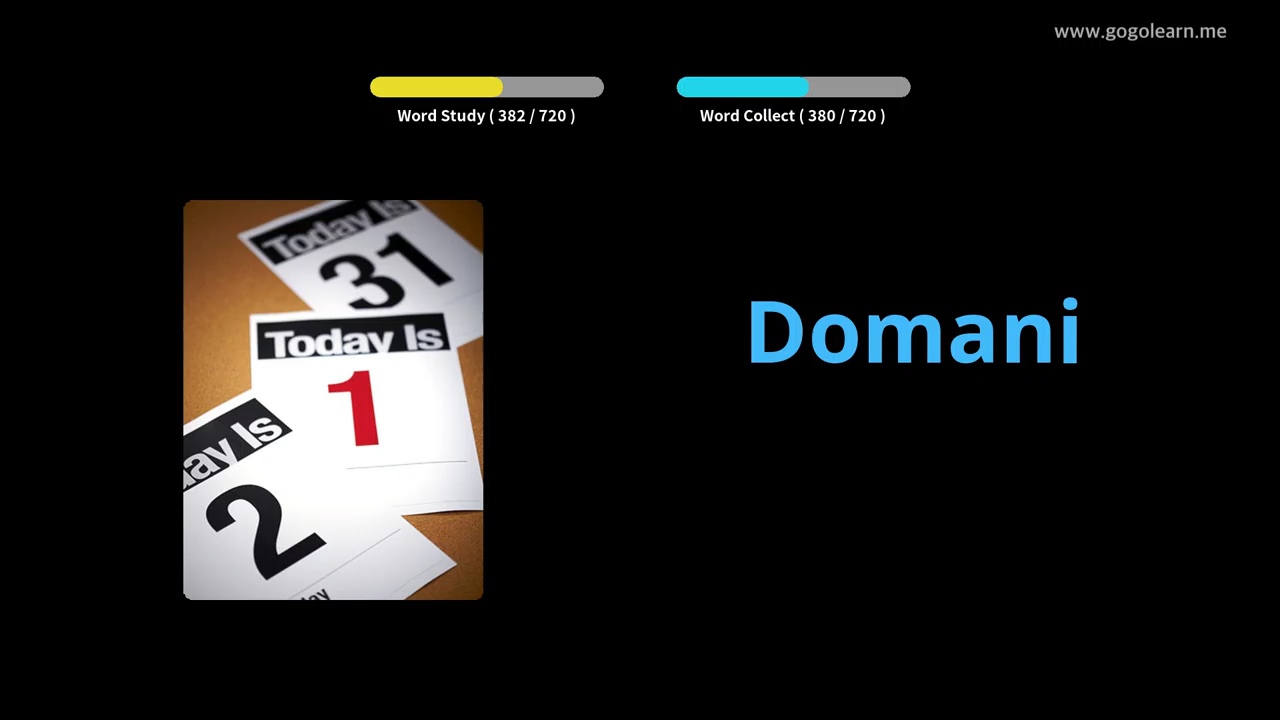 www.gogolearn.me
Word Study ( 382 / 720 )
Word Collect ( 380 / 720 )
Today Is
31
Today Is
1
day Is
2
Domani